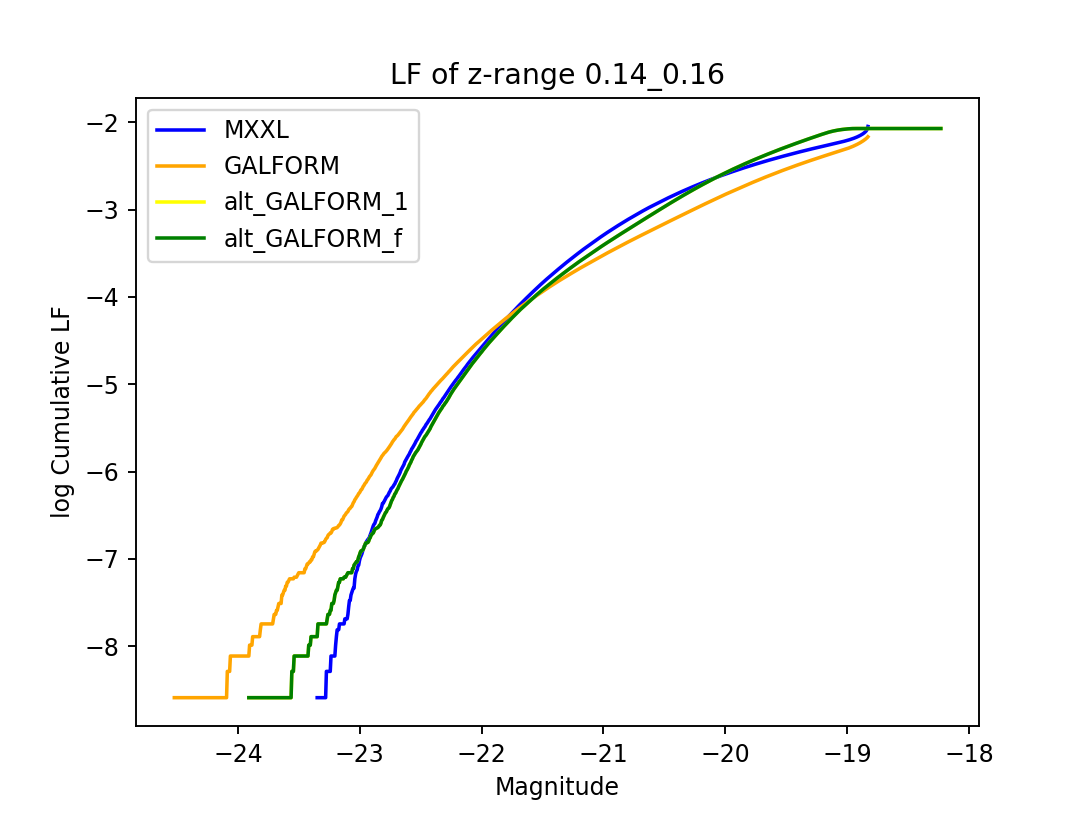 LF of z-range 0.14_0.16
MXXL
GALFORM
alt_GALFORM_1
alt_GALFORM_f
−2
−3
−4
−5
−6
−7
−8
log Cumulative LF
−24
−23
−22
−21
−20
−19
−18
Magnitude